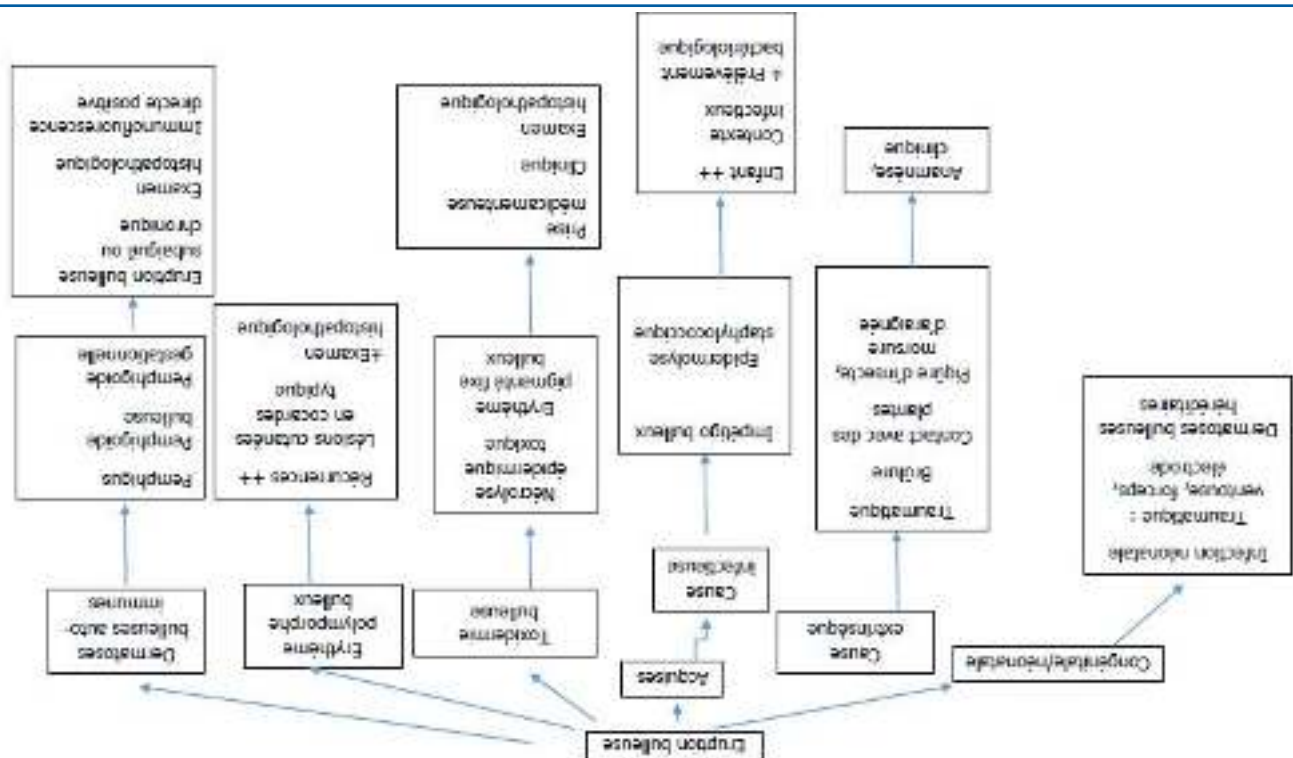 Eruption bulleuse
Congénitale/néonatale
Infection néonatale
Traumatique :
ventouse, forceps,
électrode
Dermatoses bulleuses
héréditaires
Acquises
Cause
extrinsèque
Traumatique
Brûlure
Contact avec des
plantes
Piqûre d'insecte,
morsure
d'araignée
Anamnèse,
clinique
Cause
infectieuse
Impétigo bulleux
Epidermolyse
staphylococcique
Enfant ++
Contexte
infectieux
+ Prélèvement
bactériologique
Toxidermie
bulleuse
Nécrolyse
épidermique
toxique
Erythème
pigmenté fixe
bulleux
Prise
médicamenteuse
Clinique
Examen
histopathologique
Erythème
polymorphe
bulleux
Récurrences ++
Lésions cutanées
en cocardes
typique
±Examen
histopathologique
Dermatoses
bulleuses auto-
immunes
Pemphigus
Pemphigoide
bulleuse
Pemphigoide
gestationnelle
Eruption bulleuse
subaiguë ou
chronique
Examen
histopathologique
Immunofluorescence
directe positive